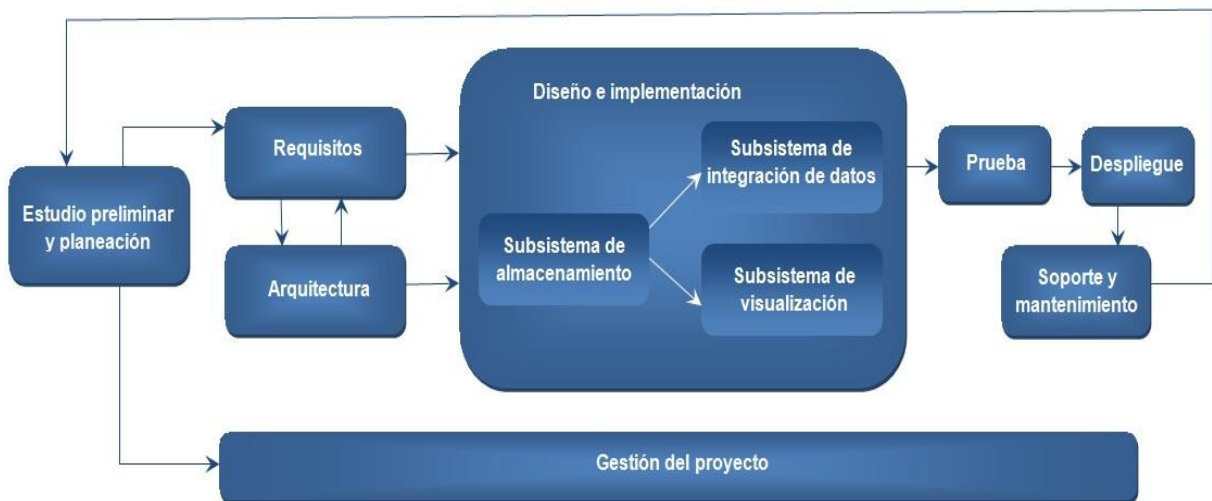 Estudio preliminar
y planeación
Requisitos
Arquitectura
Diseño e implementación
Subsistema de
almacenamiento
Subsistema de
integración de datos
Subsistema de
visualización
Prueba
Despliegue
Soporte y
mantenimiento
Gestión del proyecto